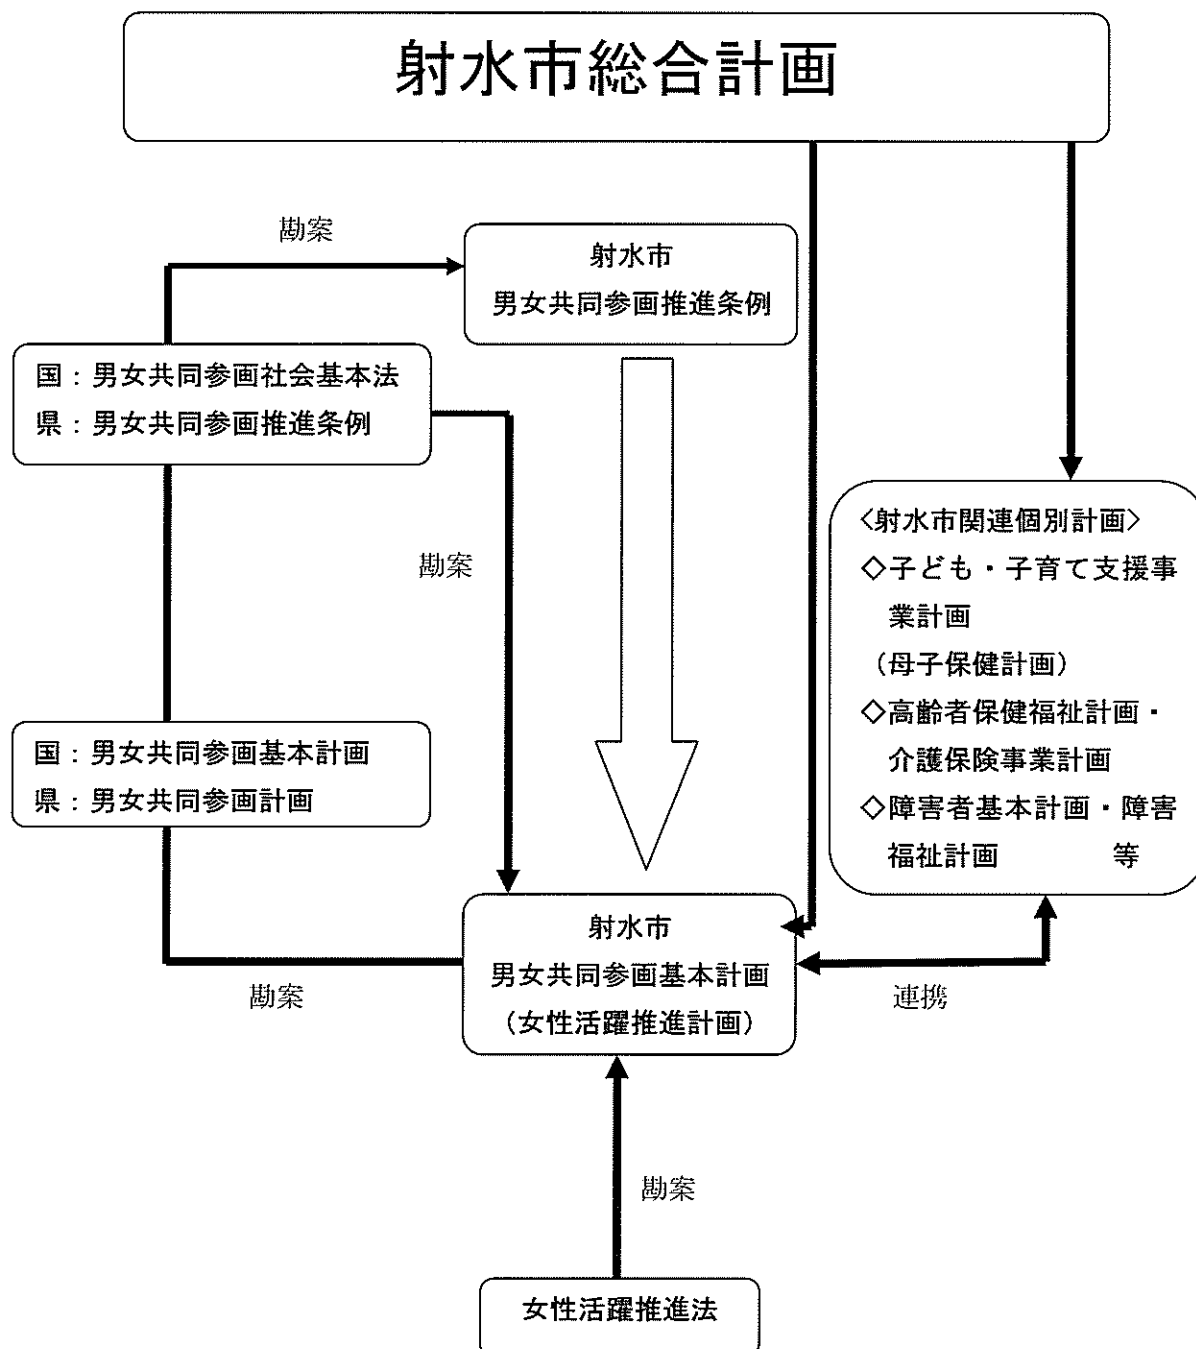 射水市総合計画
勘案
射水市
男女共同参画推進条例
国：男女共同参画社会基本法
県：男女共同参画推進条例
勘案
<射水市関連個別計画>
◇子ども・子育て支援事
業計画
（母子保健計画）
◇高齢者保健福祉計画・
介護保険事業計画
◇障害者基本計画・障害
福祉計画　　　　等
国：男女共同参画基本計画
県：男女共同参画計画
射水市
男女共同参画基本計画
（女性活躍推進計画）
勘案
連携
勘案
女性活躍推進法